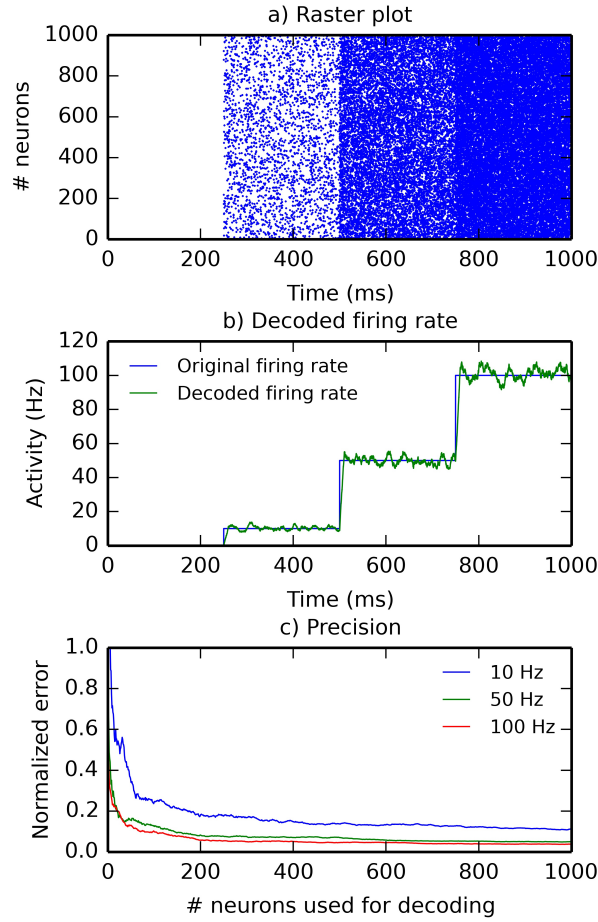 a) Raster plot
1000
800
600
400
200
0
# neurons
0 200 400 600 800 1000
Time (ms)
b) Decoded firing rate
120
100
80
60
40
20
0
Activity (Hz)
Original firing rate
Decoded firing rate
0 200 400 600 800 1000
Time (ms)
c) Precision
1.0
0.8
0.6
0.4
0.2
0.0
Normalized error
10 Hz
50 Hz
100 Hz
0 200 400 600 800 1000
# neurons used for decoding